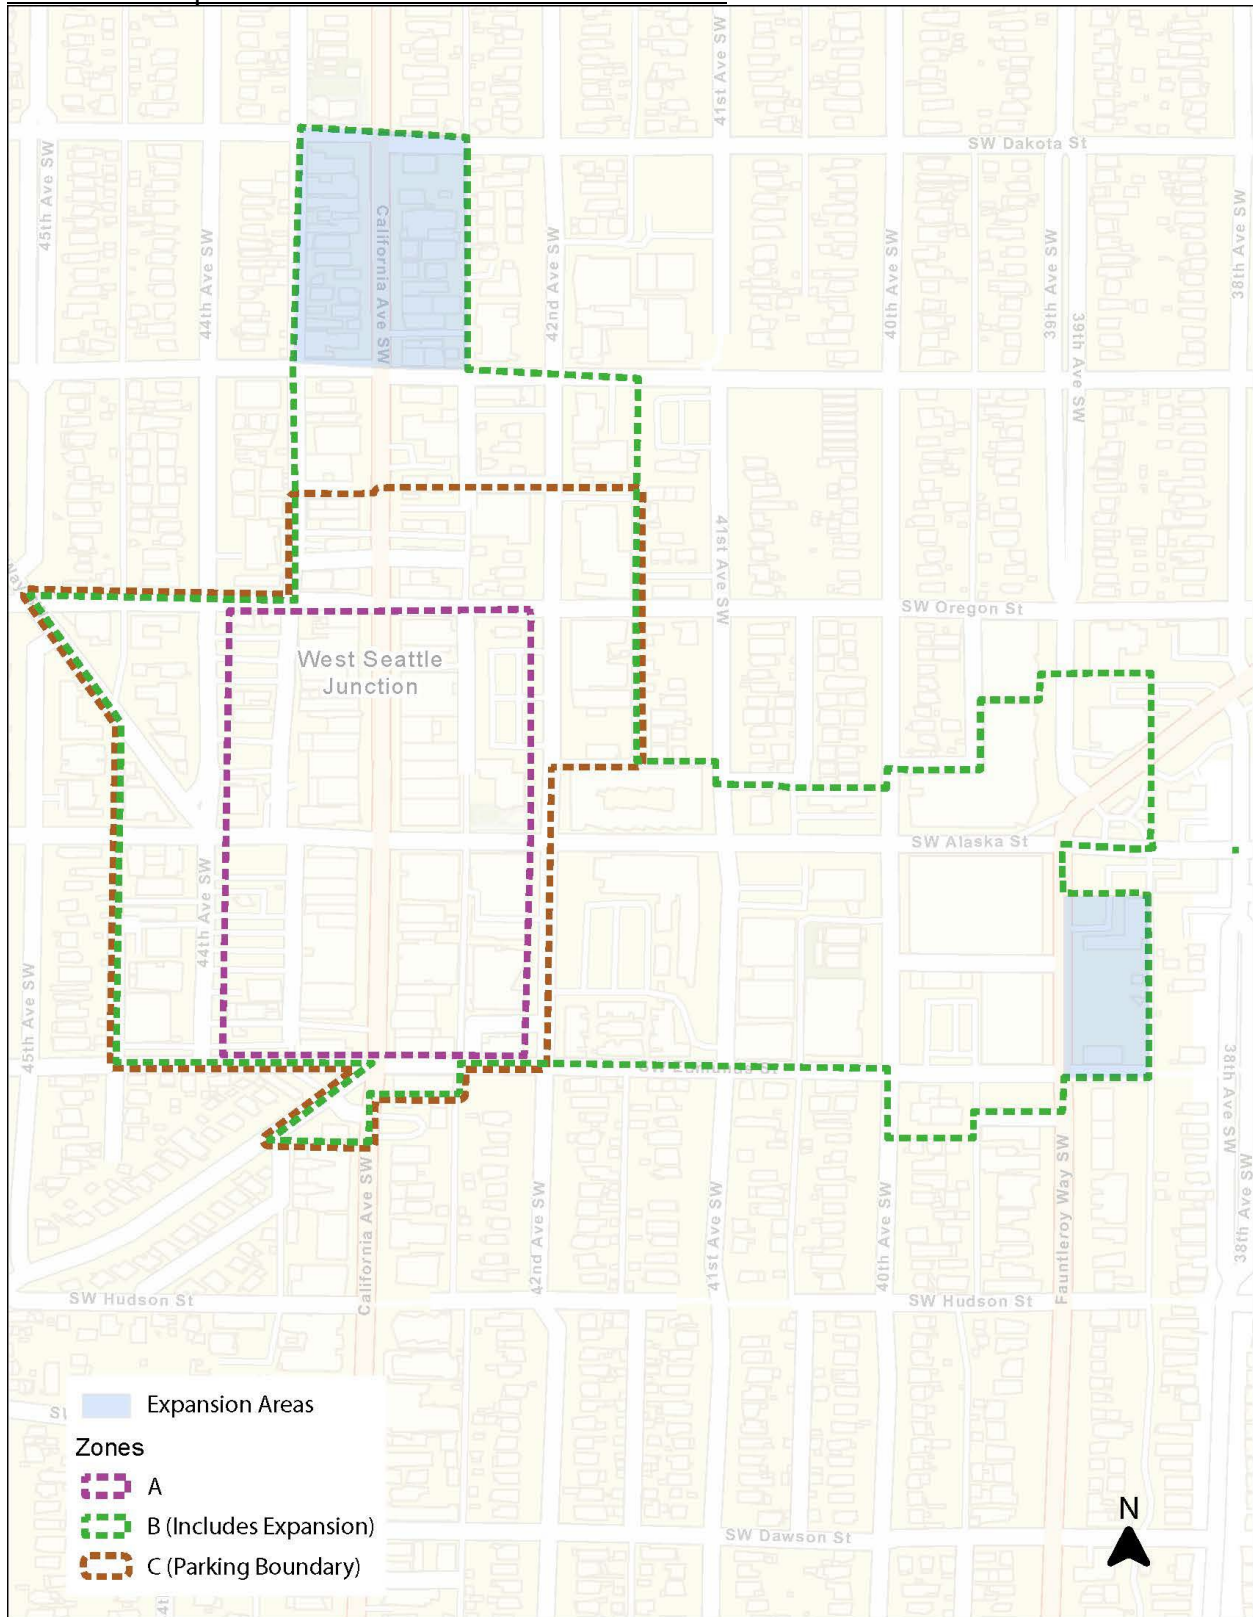 41st Ave SW
SW Dakota St
45th Ave SW
38th Ave SW
California Ave SW
44th Ave SW
42nd Ave SW
40th Ave SW
39th Ave SW
39th Ave SW
41st Ave SW
Way
SW Oregon St
West Seattle
Junction
SW Alaska St
44th Ave SW
45th Ave SW
38th Ave SW
SW Edmunds St
California Ave SW
42nd Ave SW
41st Ave SW
40th Ave SW
Fauntleroy Way SW
38th Ave SW
SW Hudson St
SW Hudson St
Expansion Areas
Zones
A
B (Includes Expansion)
C (Parking Boundary)
N
SW Dawson St